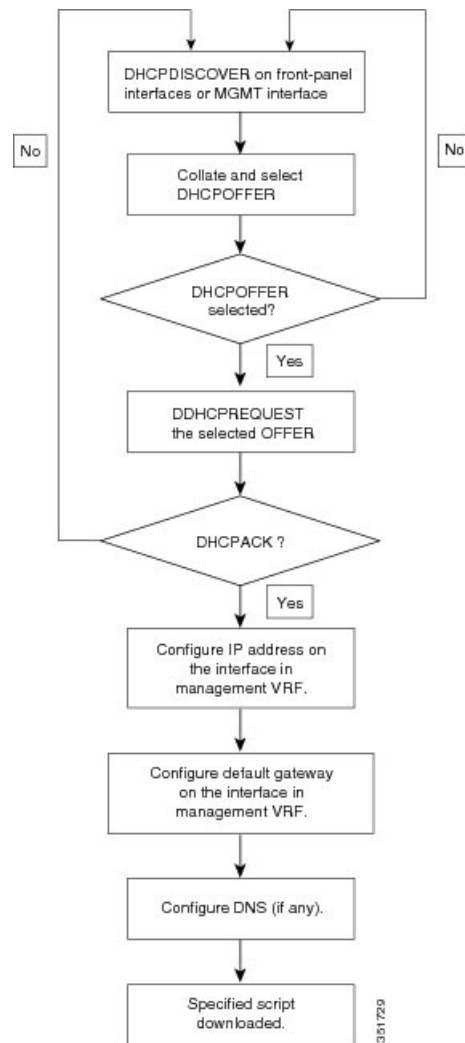 DHCPDISCOVER on front-panel
interfaces or MGMT interface
No
No
Collate and select
DHCPOFFER
DHCPOFFER
selected?
Yes
DDHCPREQUEST
the selected OFFER
DHCPACK ?
Yes
Configure IP address on
the interface in
management VRF.
Configure default gateway
on the interface in
management VRF.
Configure DNS (if any).
Specified script
downloaded.
351729